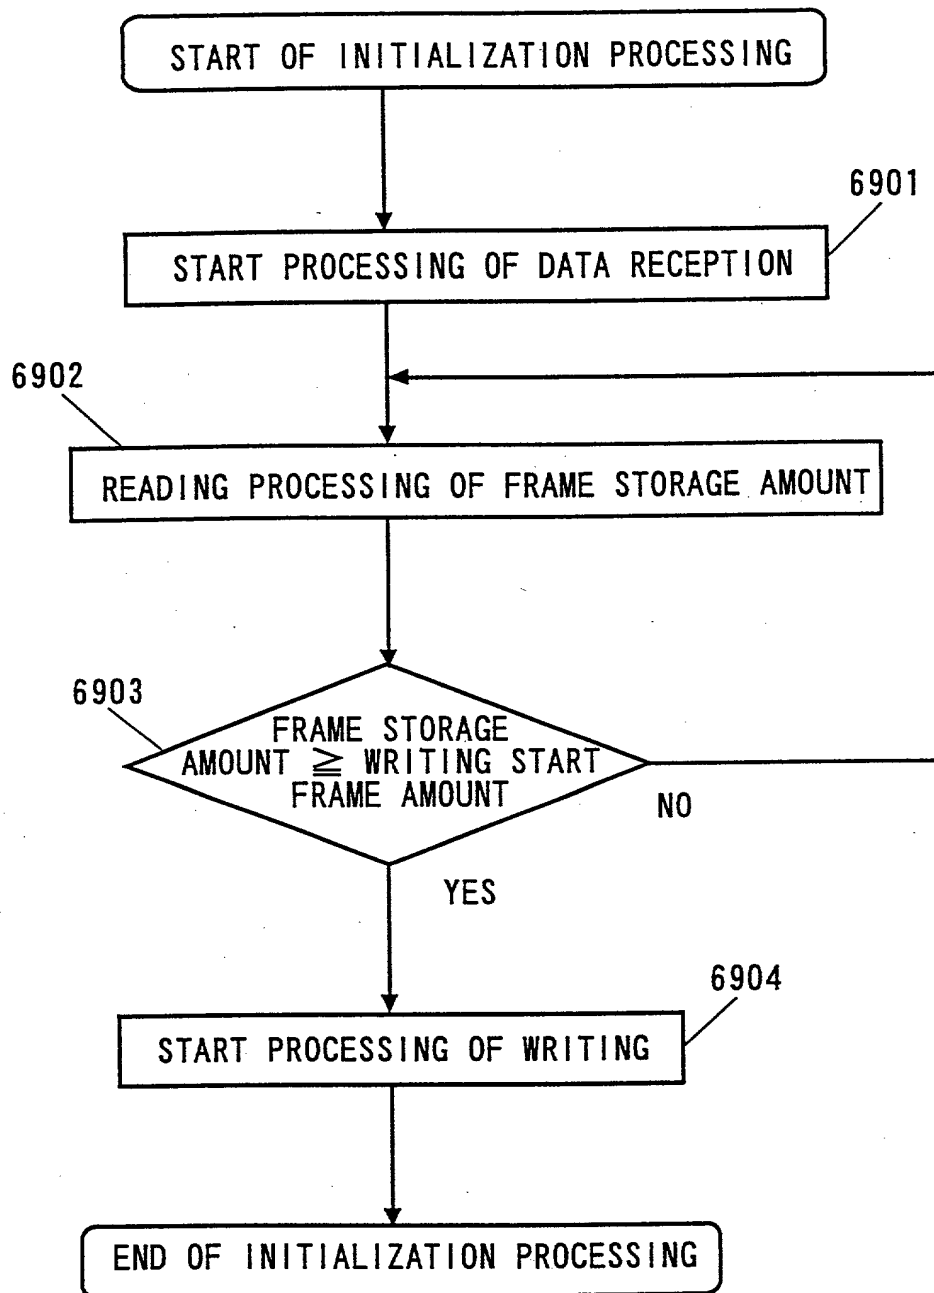 START OF INITIALIZATION PROCESSING
6901
START PROCESSING OF DATA RECEPTION
6902
READING PROCESSING OF FRAME STORAGE AMOUNT
6903
FRAME STORAGE
AMOUNT ≧ WRITING START
FRAME AMOUNT
NO
YES
6904
START PROCESSING OF WRITING
END OF INITIALIZATION PROCESSING